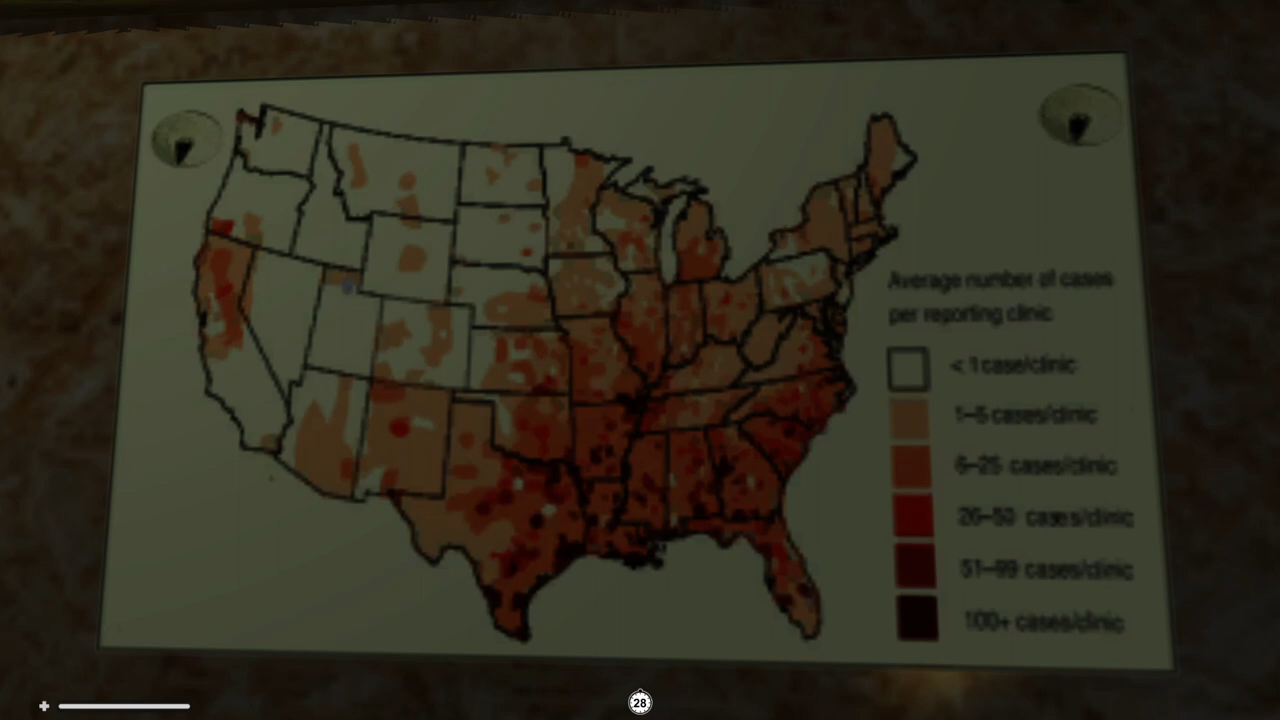 Average number of cases
per reporting clinic
< 1 case/clinic
1–5 cases/clinic
6–25 cases/clinic
26–50 cases/clinic
51–99 cases/clinic
100+ cases/clinic
28